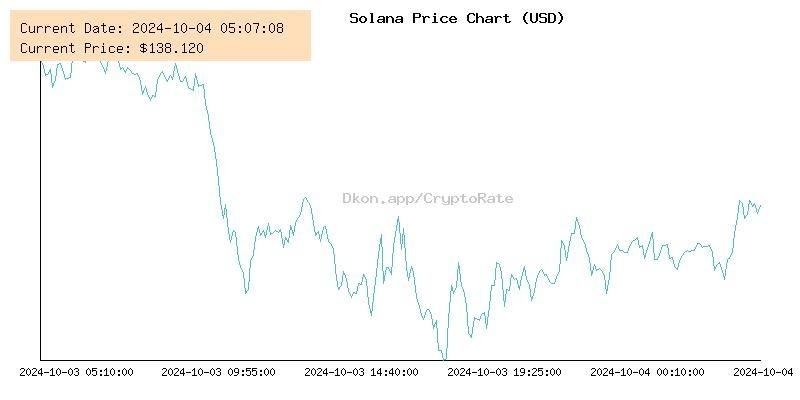 Solana Price Chart (USD)
Current Date: 2024-10-04 05:07:08
Current Price: $138.120
Dkon.app/CryptoRate
2024-10-03 05:10:00 2024-10-03 09:55:00 2024-10-03 14:40:00 2024-10-03 19:25:00 2024-10-04 00:10:00 2024-10-04